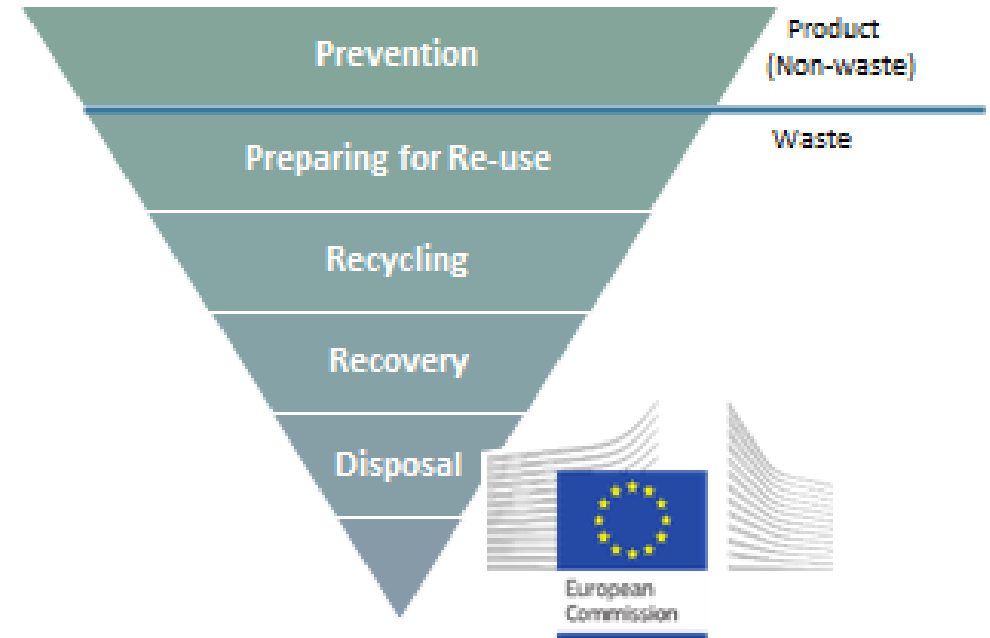 Prevention
Product
(Non-waste)
Preparing for Re-use
Waste
Recycling
Recovery
Disposal
European
Commission